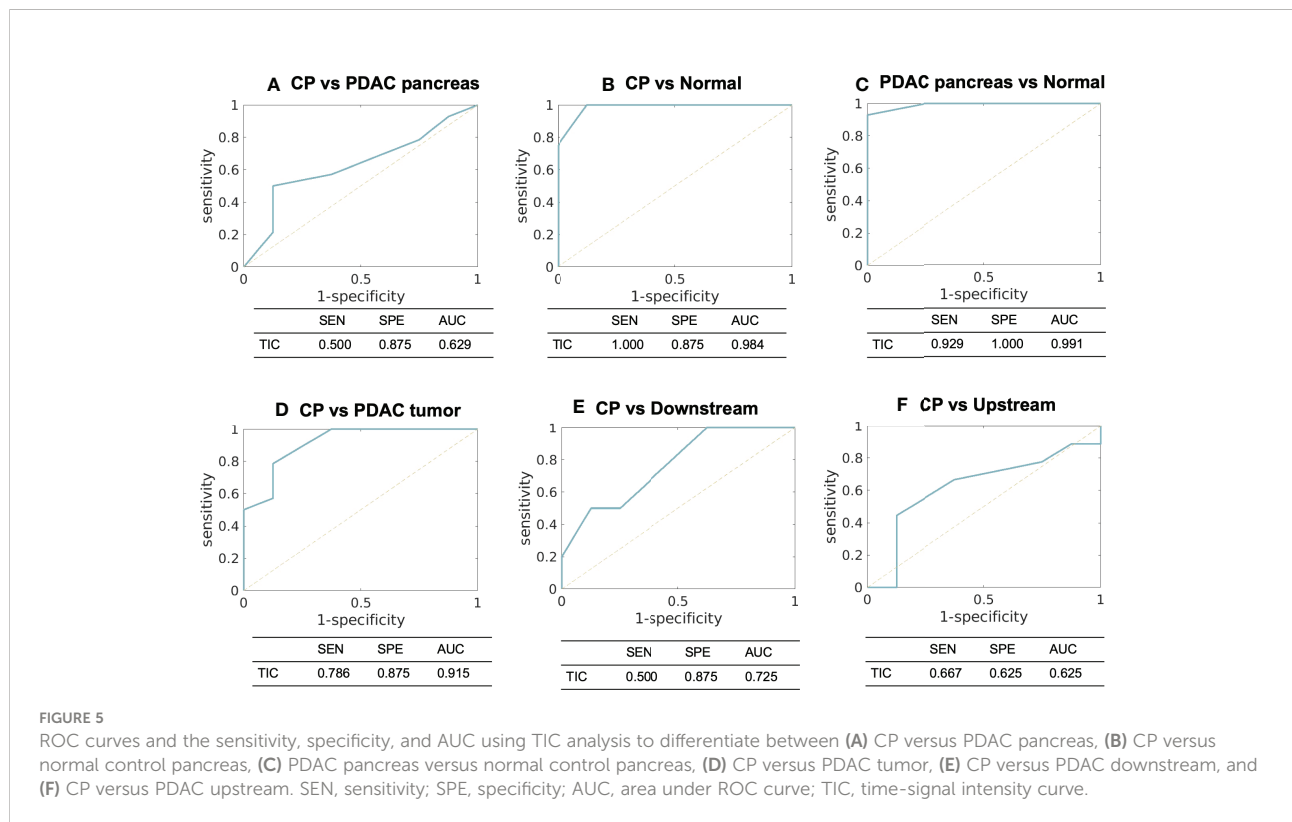 A CP vs PDAC pancreas
1
0.8
0.6
0.4
0.2
0
sensitivity
0 0.5 1
1-specificity
SEN SPE AUC
TIC 0.500 0.875 0.629
B CP vs Normal
1
0.8
0.6
0.4
0.2
0
sensitivity
0 0.5 1
1-specificity
SEN SPE AUC
TIC 1.000 0.875 0.984
C PDAC pancreas vs Normal
1
0.8
0.6
0.4
0.2
0
sensitivity
0 0.5 1
1-specificity
SEN SPE AUC
TIC 0.929 1.000 0.991
D CP vs PDAC tumor
1
0.8
0.6
0.4
0.2
0
sensitivity
0 0.5 1
1-specificity
SEN SPE AUC
TIC 0.786 0.875 0.915
E CP vs Downstream
1
0.8
0.6
0.4
0.2
0
sensitivity
0 0.5 1
1-specificity
SEN SPE AUC
TIC 0.500 0.875 0.725
F CP vs Upstream
1
0.8
0.6
0.4
0.2
0
sensitivity
0 0.5 1
1-specificity
SEN SPE AUC
TIC 0.667 0.625 0.625
FIGURE 5
ROC curves and the sensitivity, specificity, and AUC using TIC analysis to differentiate between (A) CP versus PDAC pancreas, (B) CP versus
normal control pancreas, (C) PDAC pancreas versus normal control pancreas, (D) CP versus PDAC tumor, (E) CP versus PDAC downstream, and
(F) CP versus PDAC upstream. SEN, sensitivity; SPE, specificity; AUC, area under ROC curve; TIC, time-signal intensity curve.